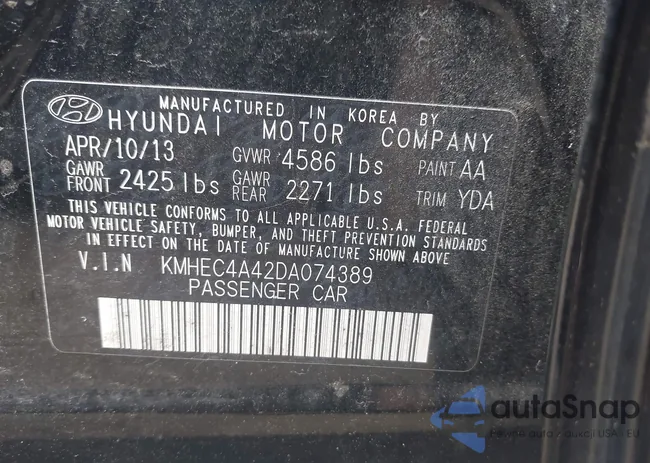 MANUFACTURED IN KOREA BY
HYUNDAI MOTOR COMPANY
APR/10/13 GVWR 4586 lbs PAINT AA
GAWR FRONT 2425 lbs GAWR REAR 2271 lbs TRIM YDA
THIS VEHICLE CONFORMS TO ALL APPLICABLE U.S.A. FEDERAL
MOTOR VEHICLE SAFETY, BUMPER, AND THEFT PREVENTION STANDARDS
IN EFFECT ON THE DATE OF MANUFACTURE SHOWN ABOVE
V.I.N KMHEC4A42DA074389
PASSENGER CAR
autaSnap